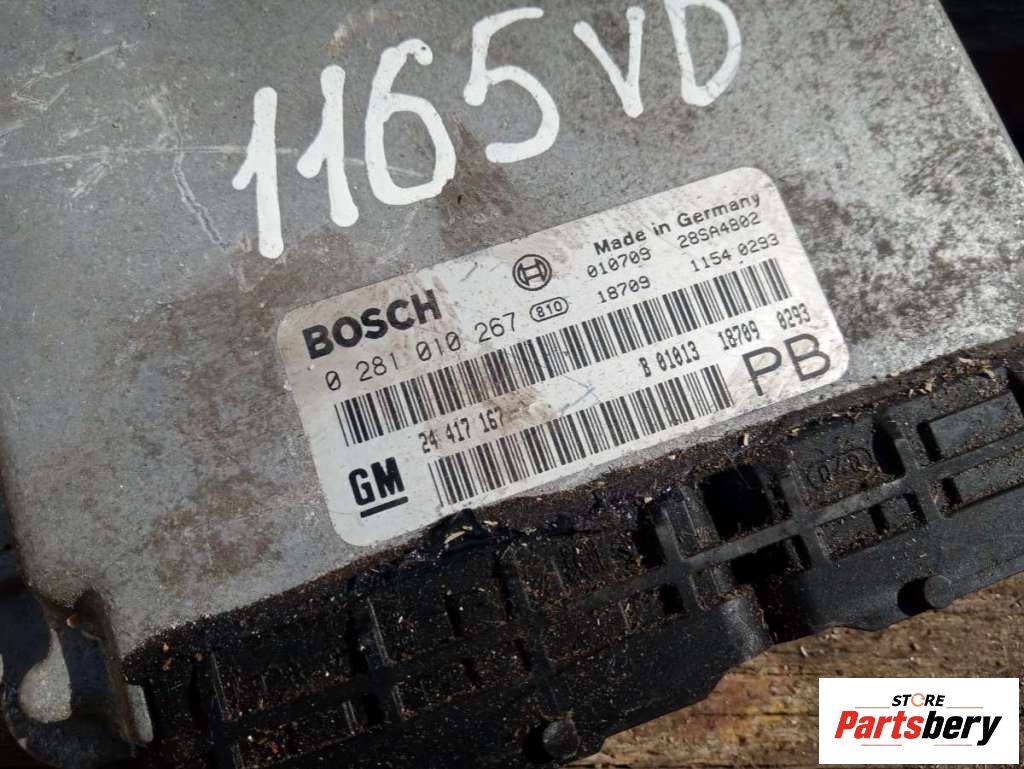 1165VD
Made in Germany
BOSCH 010709 28SA4802
0 281 010 267 810 18709 1154 0293
24 417 167 B 01013 18709 0293
GM PB
STORE
Partsbery